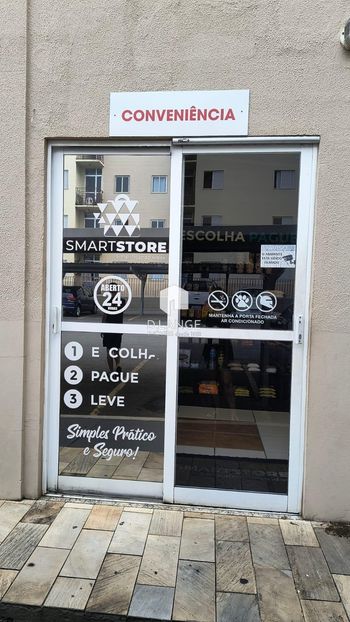 CONVENIÊNCIA
SMARTSTORE
ESCOLHA PAGUE
ABERTO
24
HORAS
MANTENHA A PORTA FECHADA
AR CONDICIONADO
1 E COLH
2 PAGUE
3 LEVE
Simples Prático
e Seguro!